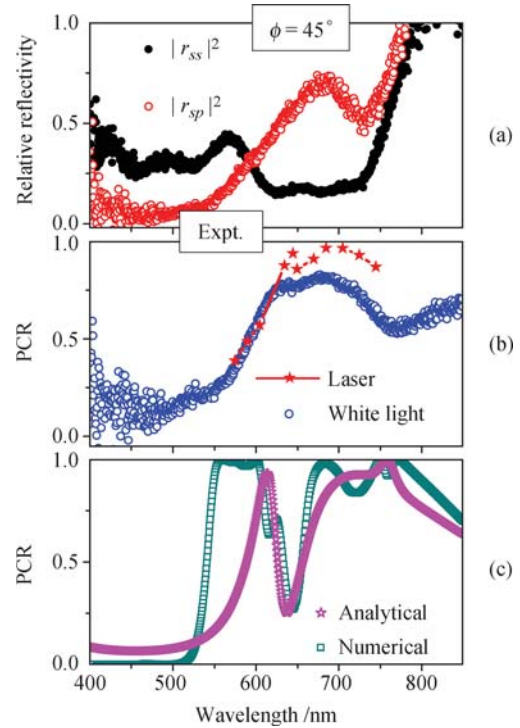 ϕ = 45°
1.0
| r_ss |²
| r_sp |²
0.5
0.0
Relative reflectivity
(a)
Expt.
1.0
0.5
0.0
PCR
Laser
White light
(b)
1.0
0.5
0.0
PCR
Analytical
Numerical
(c)
400 500 600 700 800
Wavelength /nm